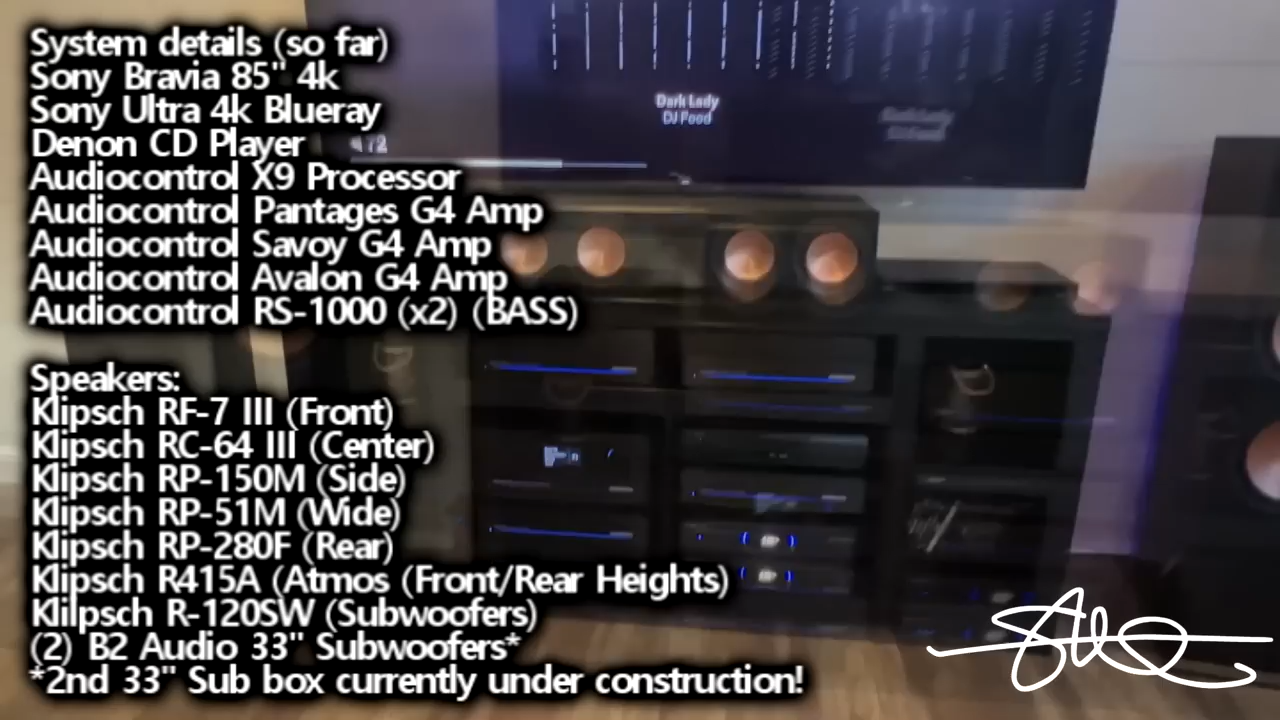 System details (so far)
Sony Bravia 85" 4k
Sony Ultra 4k Blueray
Denon CD Player
Audiocontrol X9 Processor
Audiocontrol Pantages G4 Amp
Audiocontrol Savoy G4 Amp
Audiocontrol Avalon G4 Amp
Audiocontrol RS-1000 (x2) (BASS)
Speakers:
Klipsch RF-7 III (Front)
Klipsch RC-64 III (Center)
Klipsch RP-150M (Side)
Klipsch RP-51M (Wide)
Klipsch RP-280F (Rear)
Klipsch R415A (Atmos (Front/Rear Heights)
Klilpsch R-120SW (Subwoofers)
(2) B2 Audio 33" Subwoofers*
*2nd 33" Sub box currently under construction!
Dark Lady
DJ Food